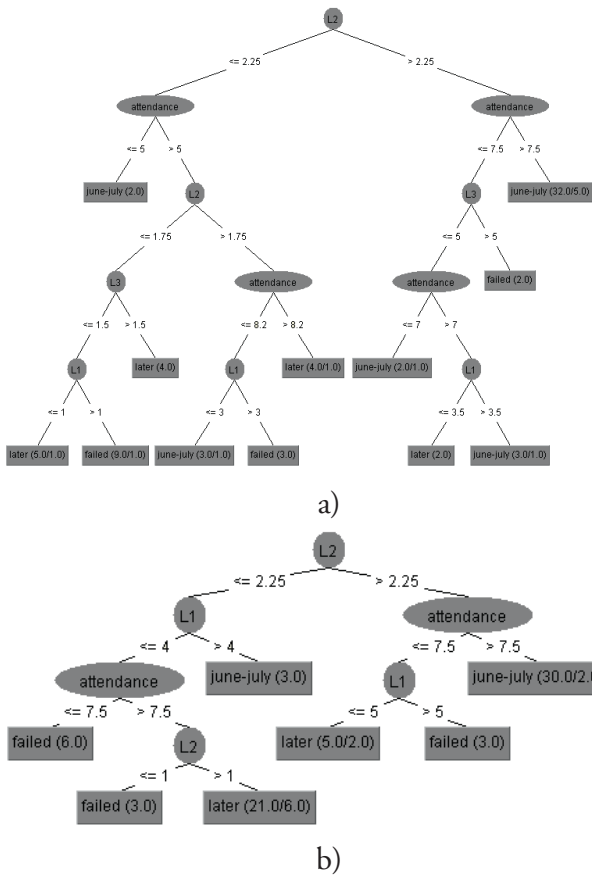 L2
<= 2.25 > 2.25
attendance attendance
<= 5 > 5 <= 7.5 > 7.5
june-july (2.0) L2 L3 june-july (32.0/5.0)
<= 1.75 > 1.75 <= 5 > 5
L3 attendance attendance failed (2.0)
<= 1.5 > 1.5 <= 8.2 > 8.2 <= 7 > 7
L1 later (4.0) L1 later (4.0/1.0) june-july (2.0/1.0) L1
<= 1 > 1 <= 3 > 3 <= 3.5 > 3.5
later (5.0/1.0) failed (9.0/1.0) june-july (3.0/1.0) failed (3.0) later (2.0) june-july (3.0/1.0)
a)
L2
<= 2.25 > 2.25
L1 attendance
<= 4 > 4 <= 7.5 > 7.5
attendance june-july (3.0) L1 june-july (30.0/2.0
<= 7.5 > 7.5 <= 5 > 5
failed (6.0) L2 later (5.0/2.0) failed (3.0)
<= 1 > 1
failed (3.0) later (21.0/6.0)
b)